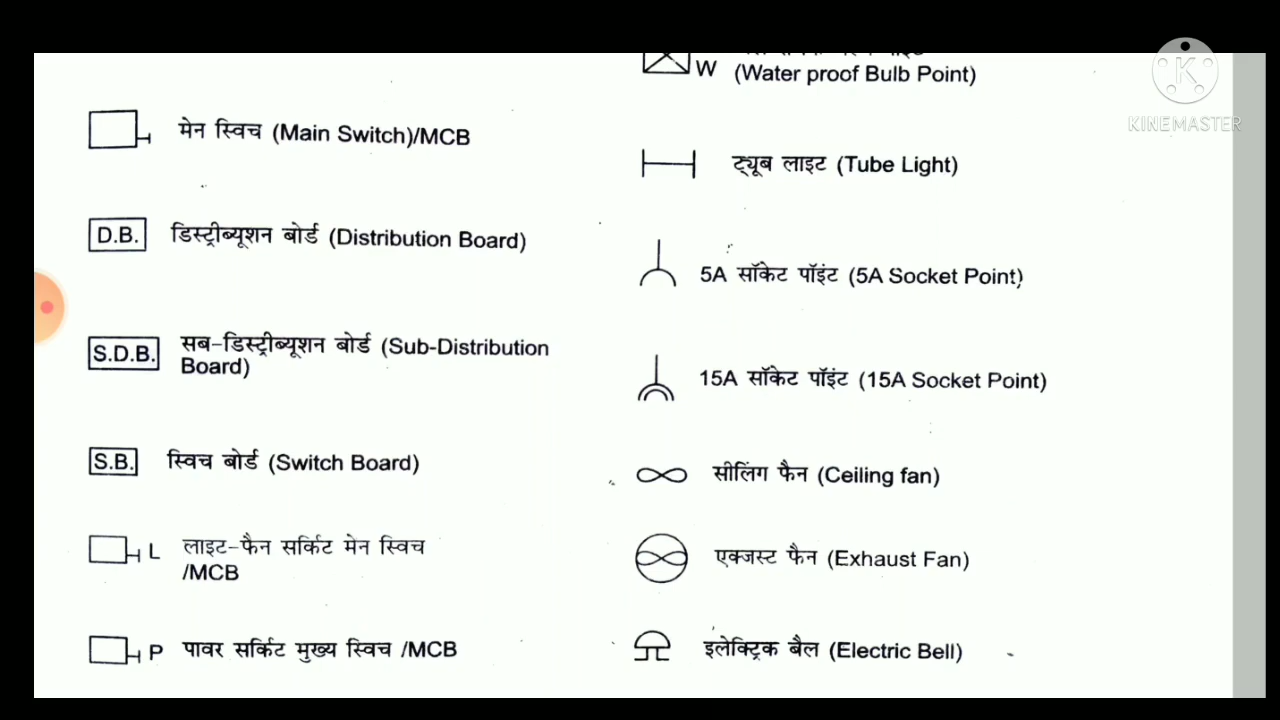 मेन स्विच (Main Switch)/MCB
D.B. डिस्ट्रीब्यूशन बोर्ड (Distribution Board)
S.D.B. सब-डिस्ट्रीब्यूशन बोर्ड (Sub-Distribution
Board)
S.B. स्विच बोर्ड (Switch Board)
L लाइट-फैन सर्किट मेन स्विच
/MCB
P पावर सर्किट मुख्य स्विच /MCB
W (Water proof Bulb Point)
ट्यूब लाइट (Tube Light)
5A सॉकेट पॉइंट (5A Socket Point)
15A सॉकेट पॉइंट (15A Socket Point)
सीलिंग फैन (Ceiling fan)
एक्जस्ट फैन (Exhaust Fan)
इलेक्ट्रिक बैल (Electric Bell)
K
KINEMASTER